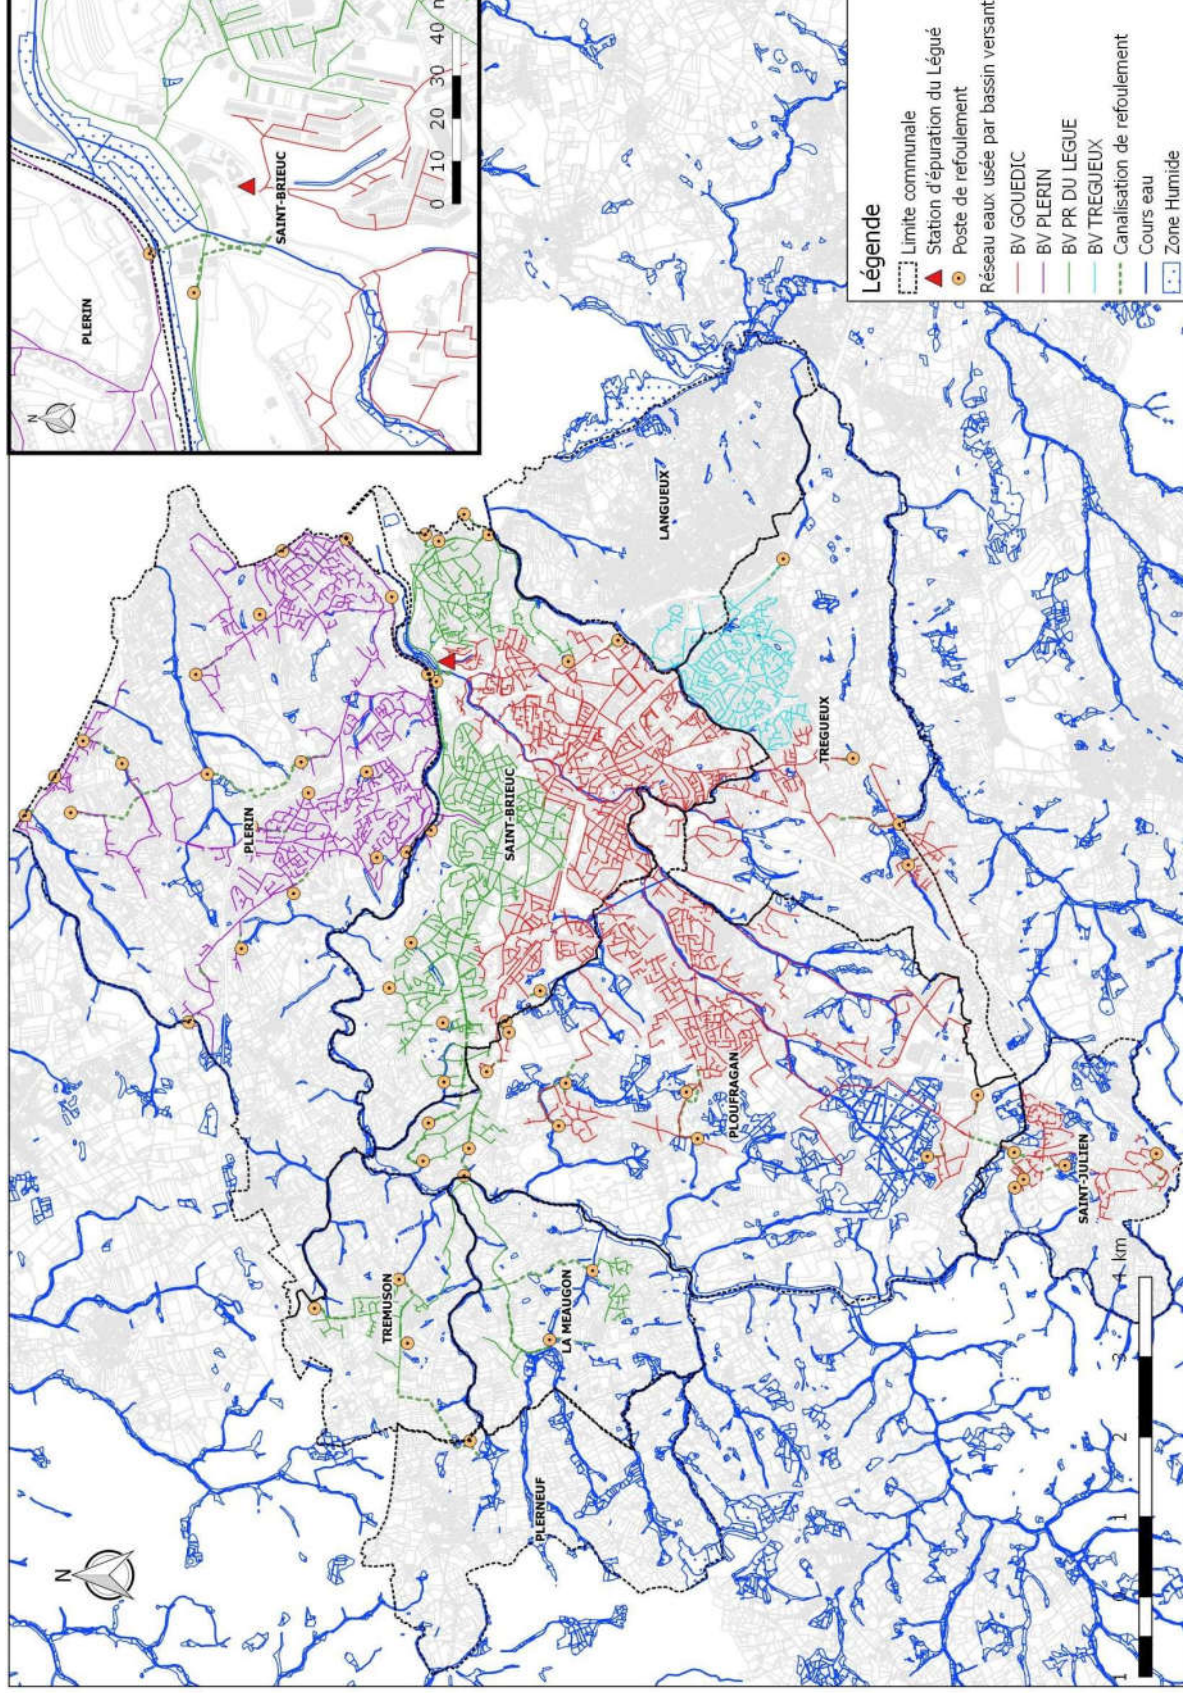 N
PLERIN
SAINT-BRIEUC
0 10 20 30 40
Légende
Limite communale
Station d'épuration du Légué
Poste de refoulement
Réseau eaux usée par bassin versant
BV GOUEDIC
BV PLERIN
BV PR DU LEGUE
BV TREGUEUX
Canalisation de refoulement
Cours eau
Zone Humide
N
PLERIN
SAINT-BRIEUC
LANGUEUX
TREGUEUX
TREMUSON
LA MEAUGON
PLERNEUF
PLOUFRAGAN
SAINT-JULIEN
1 0 1 2 3 4 km